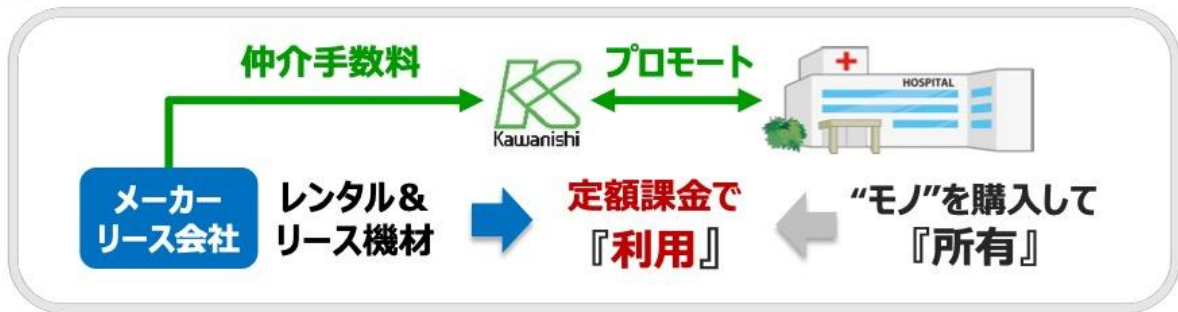 仲介手数料
プロモート
Kawanishi
HOSPITAL
メーカー
リース会社
レンタル＆
リース機材
定額課金で
『利用』
“モノ”を購入して
『所有』